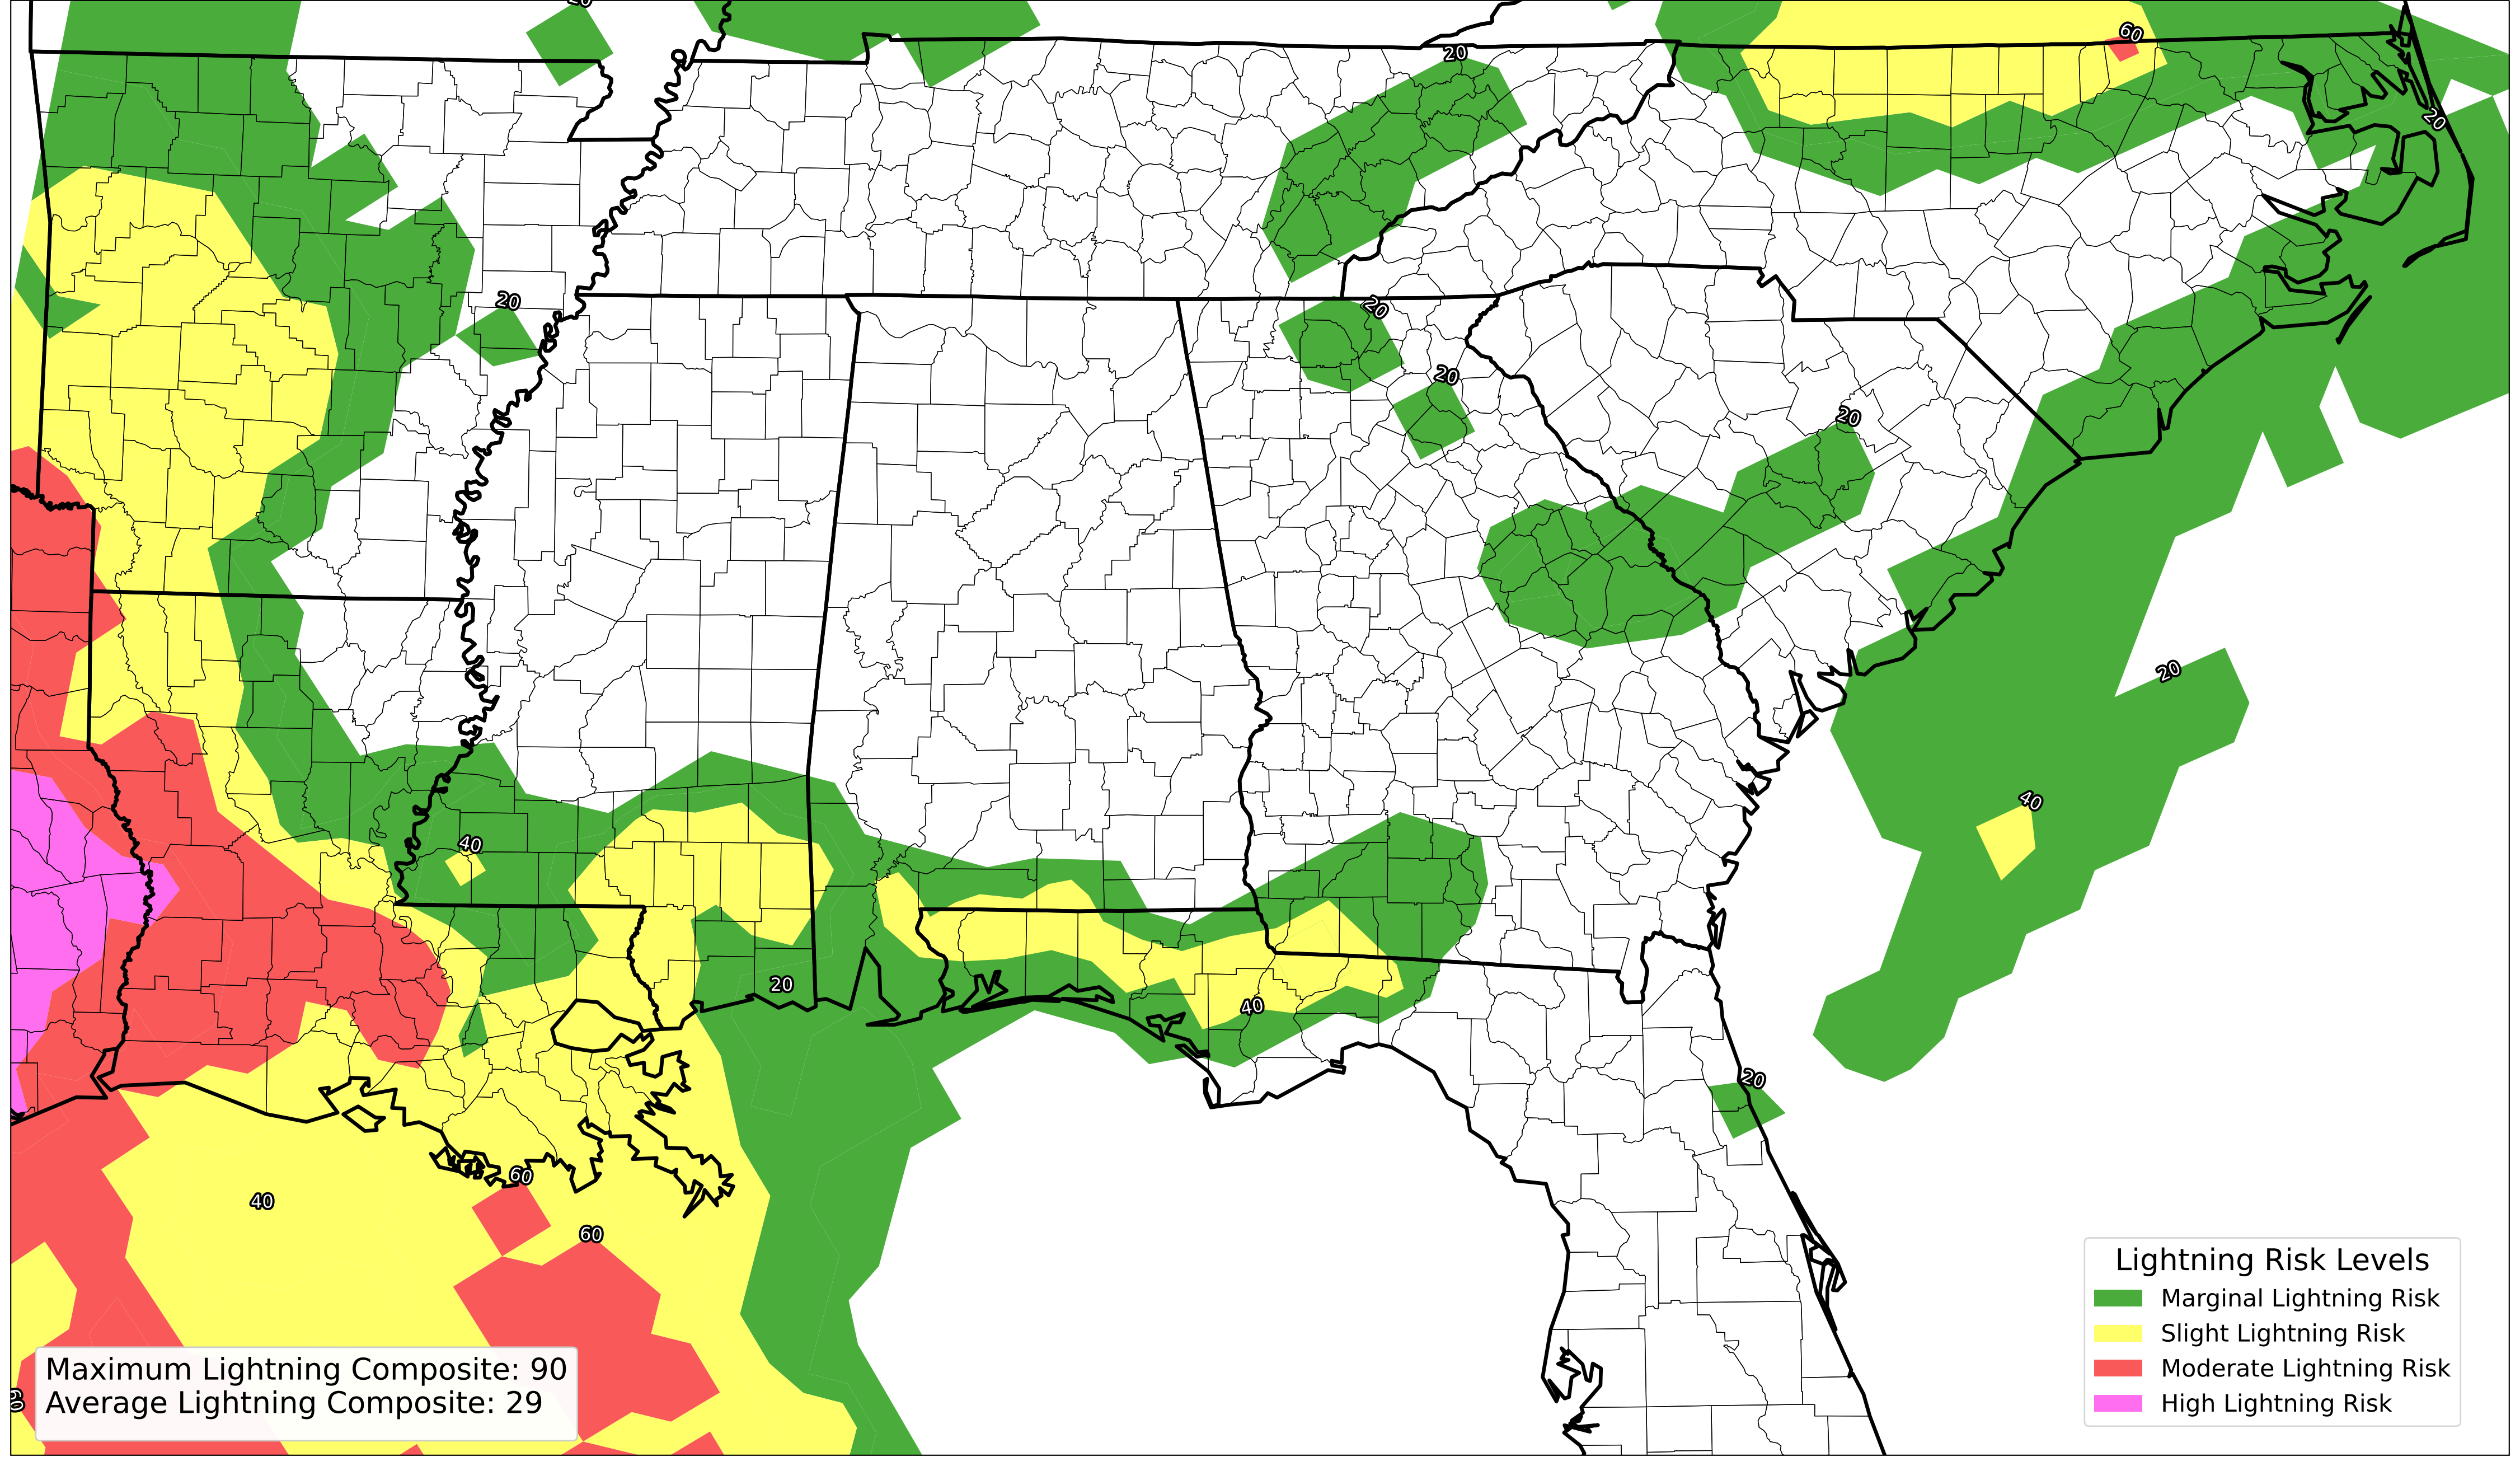 20
60
20
20
20
20
20
20
20
40
40
20
40
20
60
40
60
Lightning Risk Levels
Marginal Lightning Risk
Slight Lightning Risk
Moderate Lightning Risk
High Lightning Risk
Maximum Lightning Composite: 90
Average Lightning Composite: 29